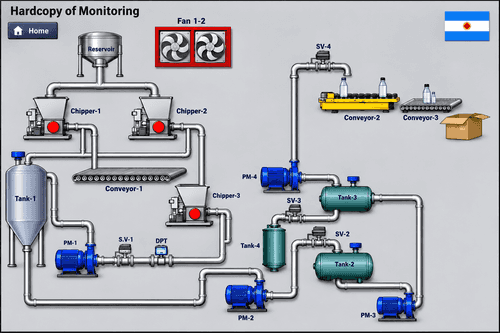 Hardcopy of Monitoring
Home
Fan 1-2
Reservoir
SV-4
Chipper-1
Chipper-2
Conveyor-2
Conveyor-3
Conveyor-1
PM-4
Chipper-3
Tank-1
SV-3
Tank-3
PM-1
S.V-1
DPT
Tank-4
SV-2
Tank-2
PM-2
PM-3